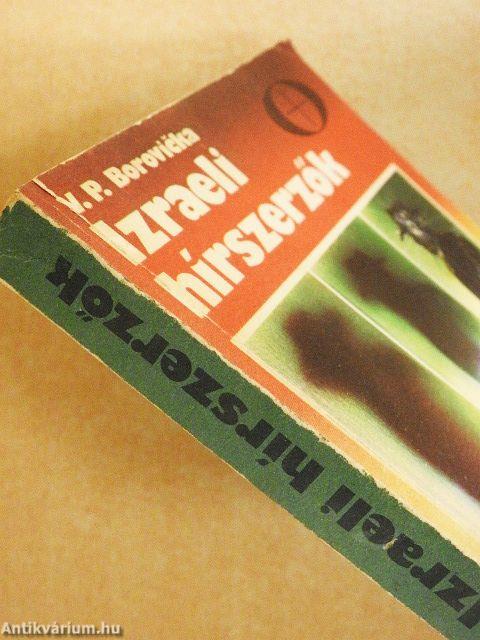 V. P. Borovička
Izraeli
hírszerzők
Izraeli hírszerzők
Antikvárium.hu